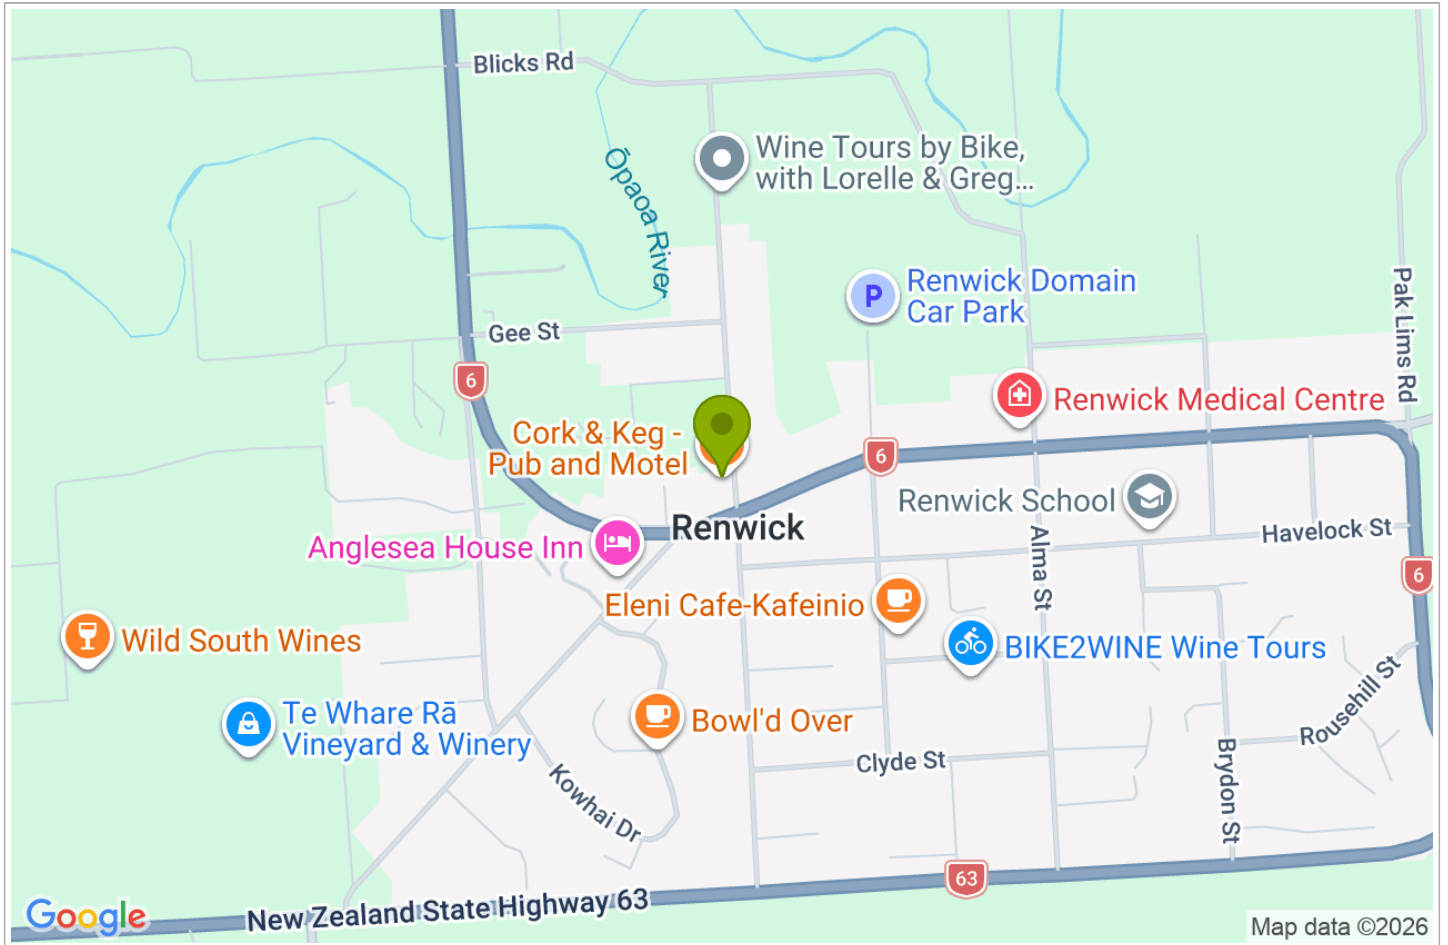 Blicks Rd
Wine Tours by Bike,
with Lorelle & Greg...
Ōpaoa River
Renwick Domain
Car Park
P
Pak Lims Rd
Gee St
6
Renwick Medical Centre
Cork & Keg -
Pub and Motel
6
Renwick School
Renwick
Havelock St
Anglesea House Inn
Alma St
6
Eleni Cafe-Kafeinio
Wild South Wines
BIKE2WINE Wine Tours
Te Whare Rā
Vineyard & Winery
Bowl'd Over
Rousehill St
Clyde St
Brydon St
Kowhai Dr
63
New Zealand State Highway 63
Google
Map data ©2026